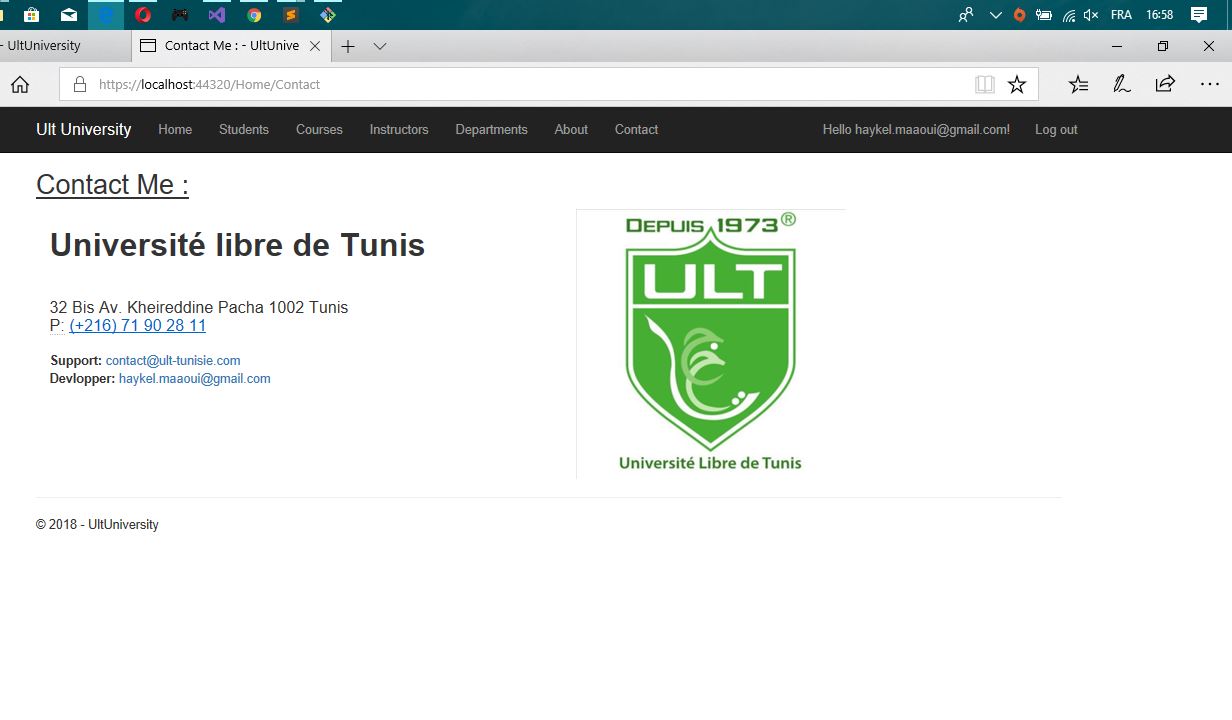 FRA 16:58
- UltUniversity Contact Me : - UltUnive
https://localhost:44320/Home/Contact
Ult University Home Students Courses Instructors Departments About Contact Hello haykel.maaoui@gmail.com! Log out
Contact Me :
Université libre de Tunis
32 Bis Av. Kheireddine Pacha 1002 Tunis
P: (+216) 71 90 28 11
Support: contact@ult-tunisie.com
Devlopper: haykel.maaoui@gmail.com
DEPUIS 1973®
ULT
Université Libre de Tunis
© 2018 - UltUniversity